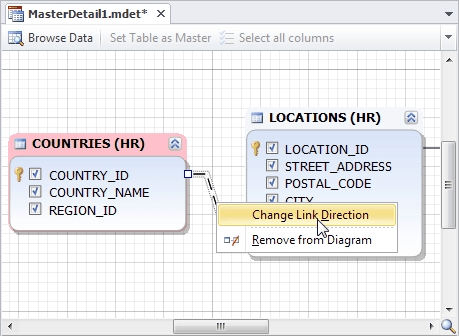 MasterDetail1.mdet*
Browse Data Set Table as Master Select all columns
COUNTRIES (HR)
COUNTRY_ID
COUNTRY_NAME
REGION_ID
LOCATIONS (HR)
LOCATION_ID
STREET_ADDRESS
POSTAL_CODE
CITY
Change Link Direction
Remove from Diagram